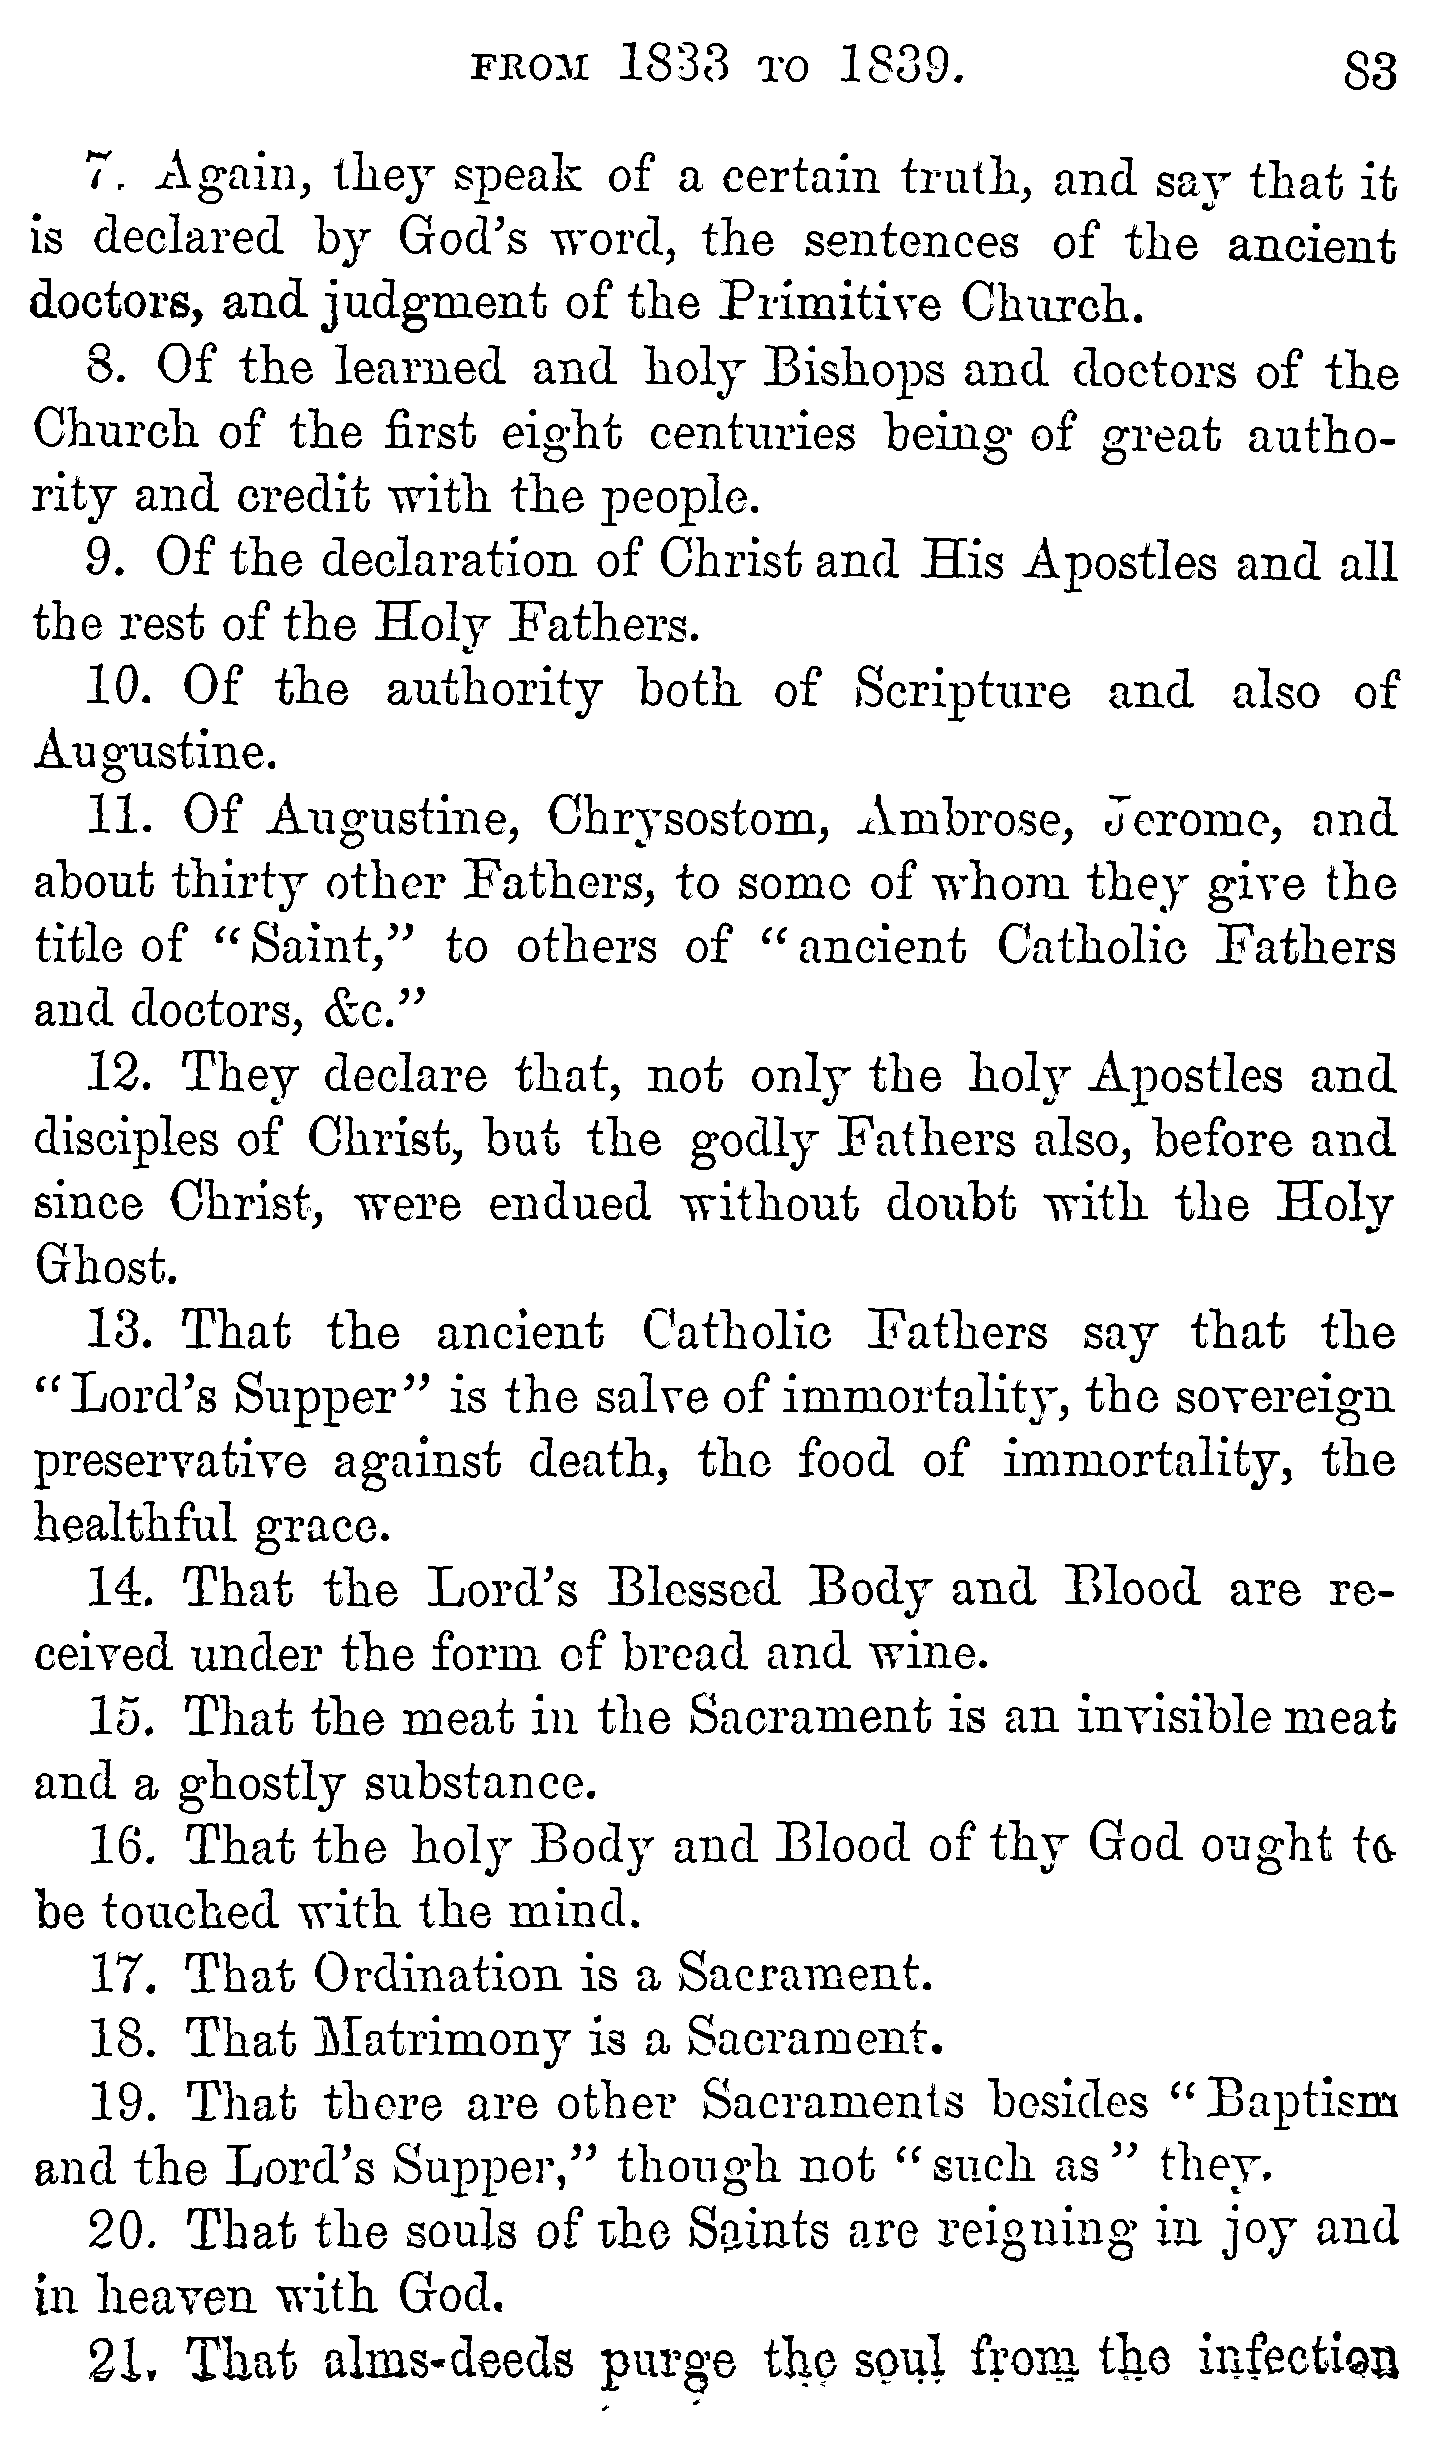 FROM 1833 TO 1839. 83
7. Again, they speak of a certain truth, and say that it
is declared by God's word, the sentences of the ancient
doctors, and judgment of the Primitive Church.
8. Of the learned and holy Bishops and doctors of the
Church of the first eight centuries being of great autho-
rity and credit with the people.
9. Of the declaration of Christ and His Apostles and all
the rest of the Holy Fathers.
10. Of the authority both of Scripture and also of
Augustine.
11. Of Augustine, Chrysostom, Ambrose, Jerome, and
about thirty other Fathers, to some of whom they give the
title of "Saint," to others of "ancient Catholic Fathers
and doctors, &c."
12. They declare that, not only the holy Apostles and
disciples of Christ, but the godly Fathers also, before and
since Christ, were endued without doubt with the Holy
Ghost.
13. That the ancient Catholic Fathers say that the
"Lord's Supper" is the salve of immortality, the sovereign
preservative against death, the food of immortality, the
healthful grace.
14. That the Lord's Blessed Body and Blood are re-
ceived under the form of bread and wine.
15. That the meat in the Sacrament is an invisible meat
and a ghostly substance.
16. That the holy Body and Blood of thy God ought to
be touched with the mind.
17. That Ordination is a Sacrament.
18. That Matrimony is a Sacrament.
19. That there are other Sacraments besides "Baptism
and the Lord's Supper," though not "such as" they.
20. That the souls of the Saints are reigning in joy and
in heaven with God.
21. That alms-deeds purge the soul from the infection